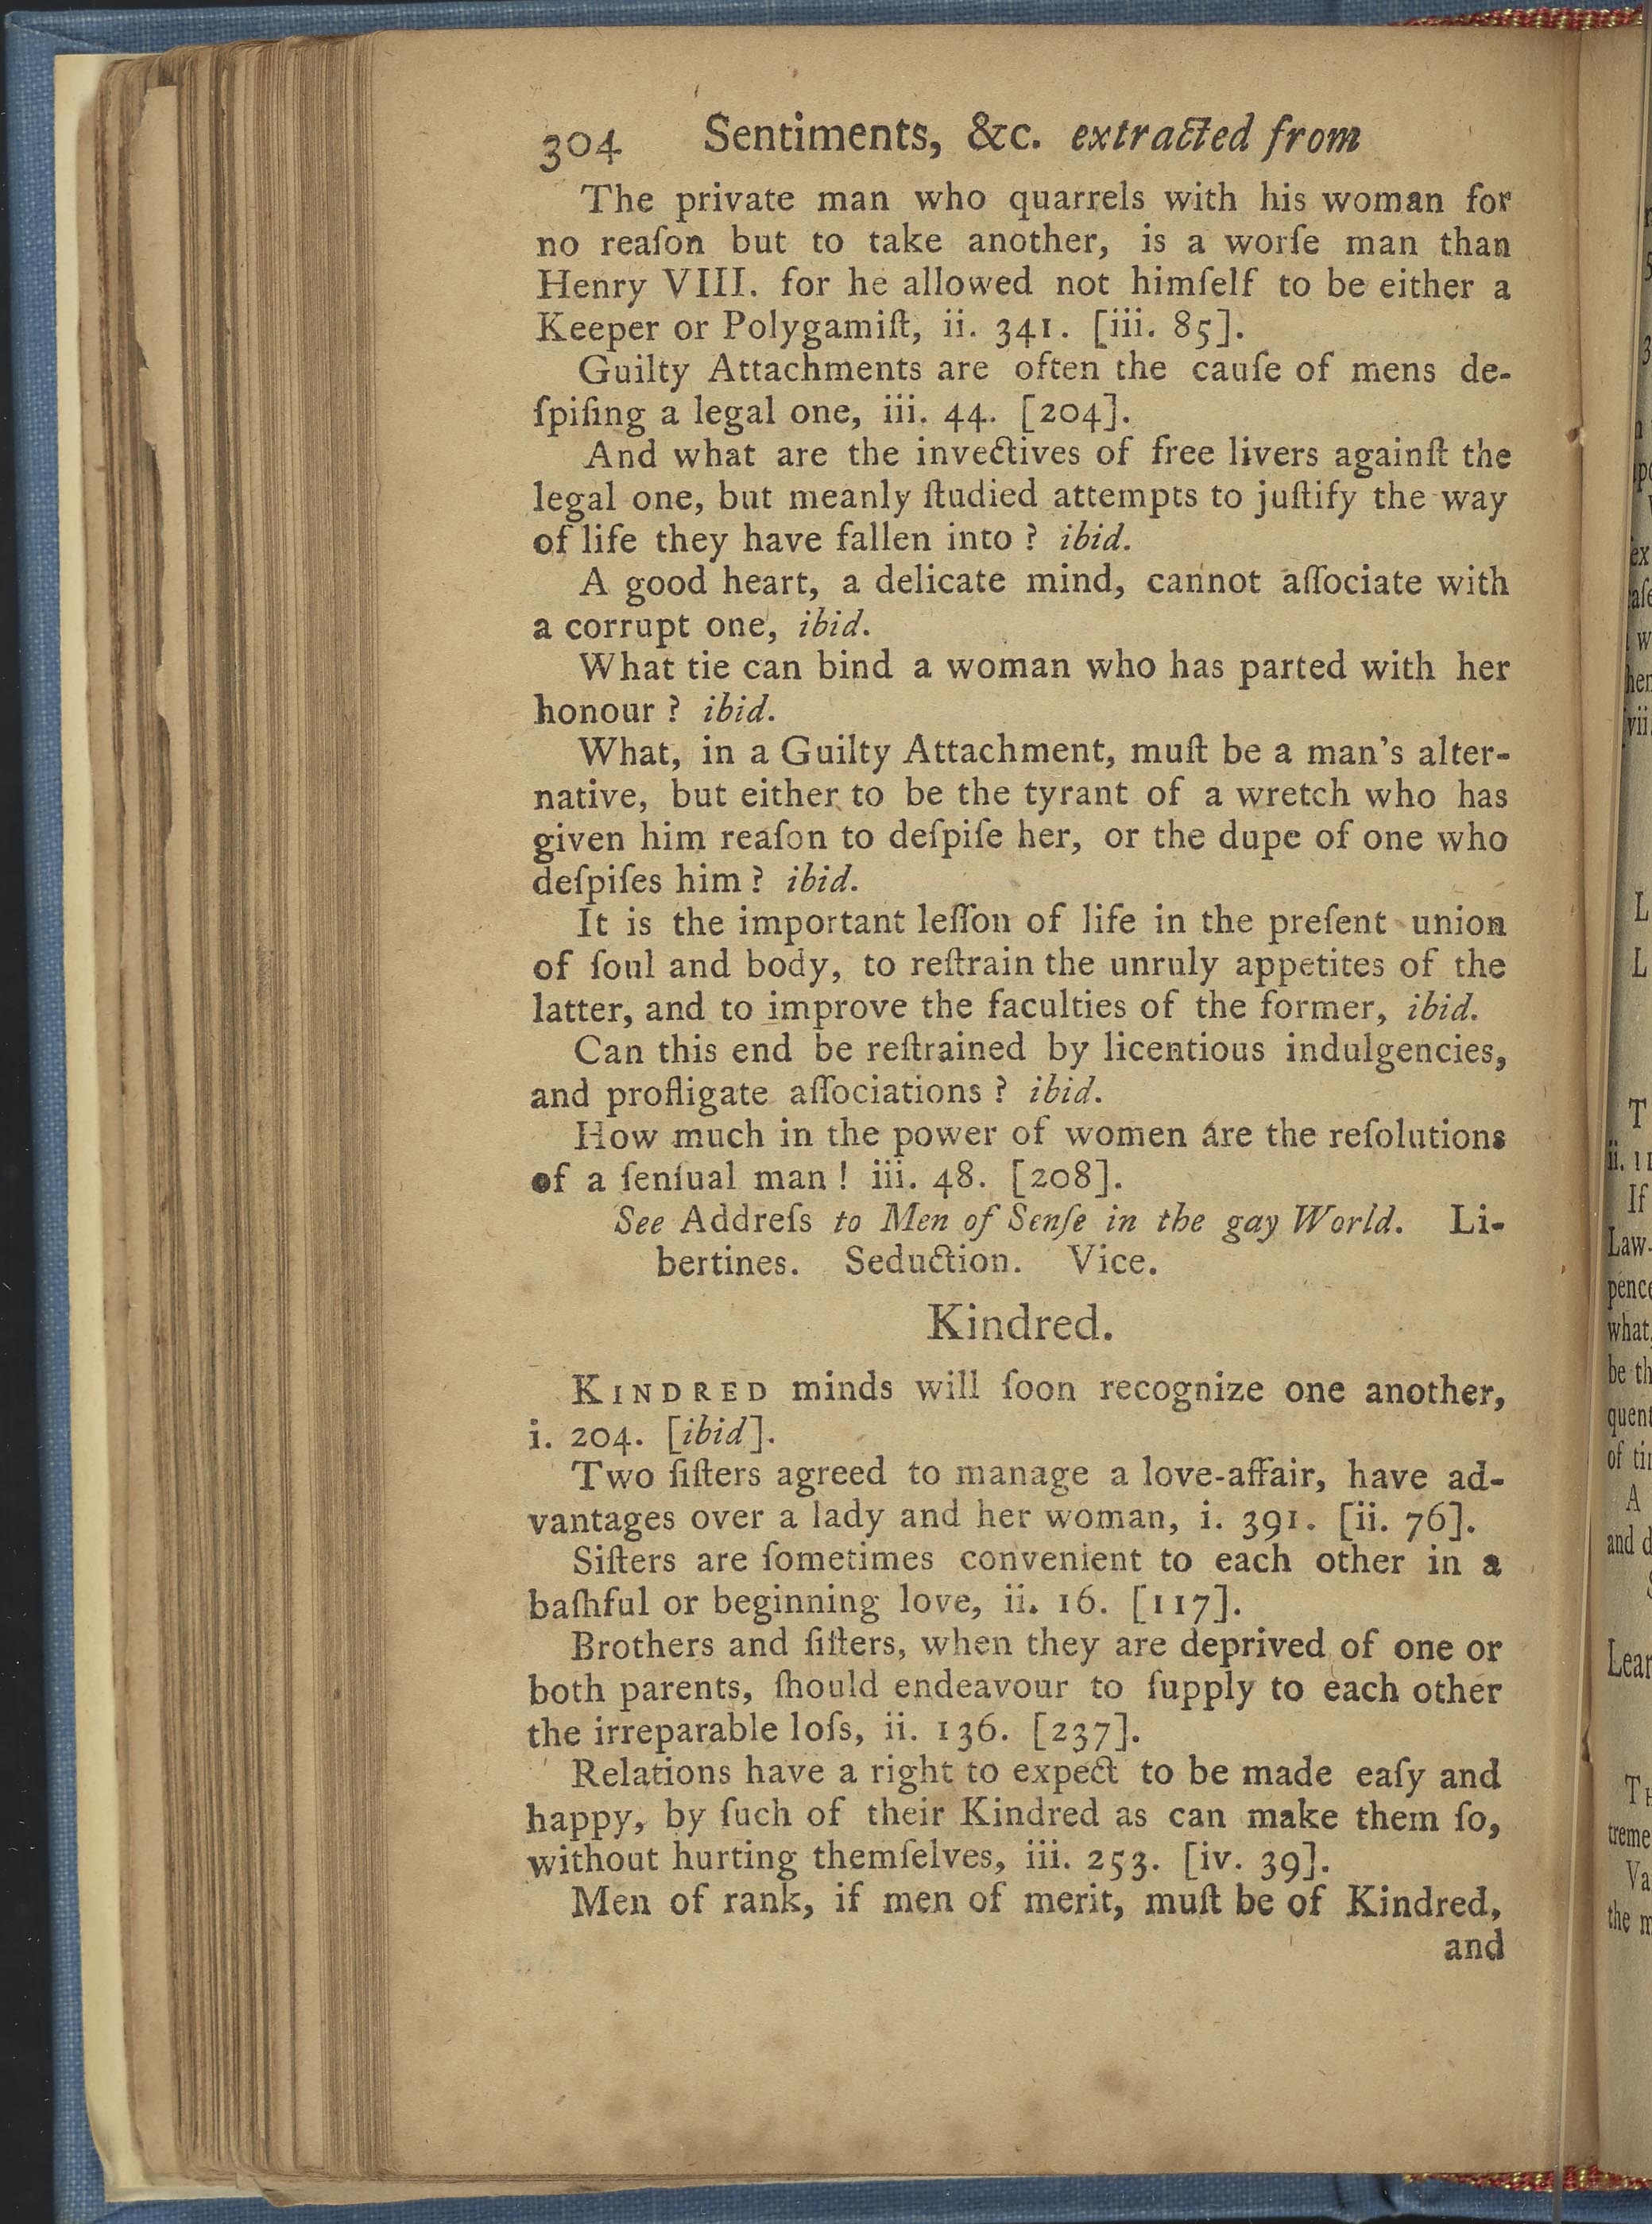 304 Sentiments, &c. extracted from
The private man who quarrels with his woman for
no reaſon but to take another, is a worſe man than
Henry VIII. for he allowed not himſelf to be either a
Keeper or Polygamiſt, ii. 341. [iii. 85].
Guilty Attachments are often the cauſe of mens de-
ſpiſing a legal one, iii. 44. [204].
And what are the invectives of free livers againſt the
legal one, but meanly ſtudied attempts to juſtify the way
of life they have fallen into ? ibid.
A good heart, a delicate mind, cannot aſſociate with
a corrupt one, ibid.
What tie can bind a woman who has parted with her
honour ? ibid.
What, in a Guilty Attachment, muſt be a man's alter-
native, but either to be the tyrant of a wretch who has
given him reaſon to deſpiſe her, or the dupe of one who
deſpiſes him ? ibid.
It is the important leſſon of life in the preſent union
of ſoul and body, to reſtrain the unruly appetites of the
latter, and to improve the faculties of the former, ibid.
Can this end be reſtrained by licentious indulgencies,
and profligate aſſociations ? ibid.
How much in the power of women are the reſolutions
of a ſenſual man ! iii. 48. [208].
See Addreſs to Men of Senſe in the gay World. Li-
bertines. Seduction. Vice.
Kindred.
KINDRED minds will ſoon recognize one another,
i. 204. [ibid].
Two ſiſters agreed to manage a love-affair, have ad-
vantages over a lady and her woman, i. 391. [ii. 76].
Siſters are ſometimes convenient to each other in a
baſhful or beginning love, ii. 16. [117].
Brothers and ſiſters, when they are deprived of one or
both parents, ſhould endeavour to ſupply to each other
the irreparable loſs, ii. 136. [237].
Relations have a right to expect to be made eaſy and
happy, by ſuch of their Kindred as can make them ſo,
without hurting themſelves, iii. 253. [iv. 39].
Men of rank, if men of merit, muſt be of Kindred,
and